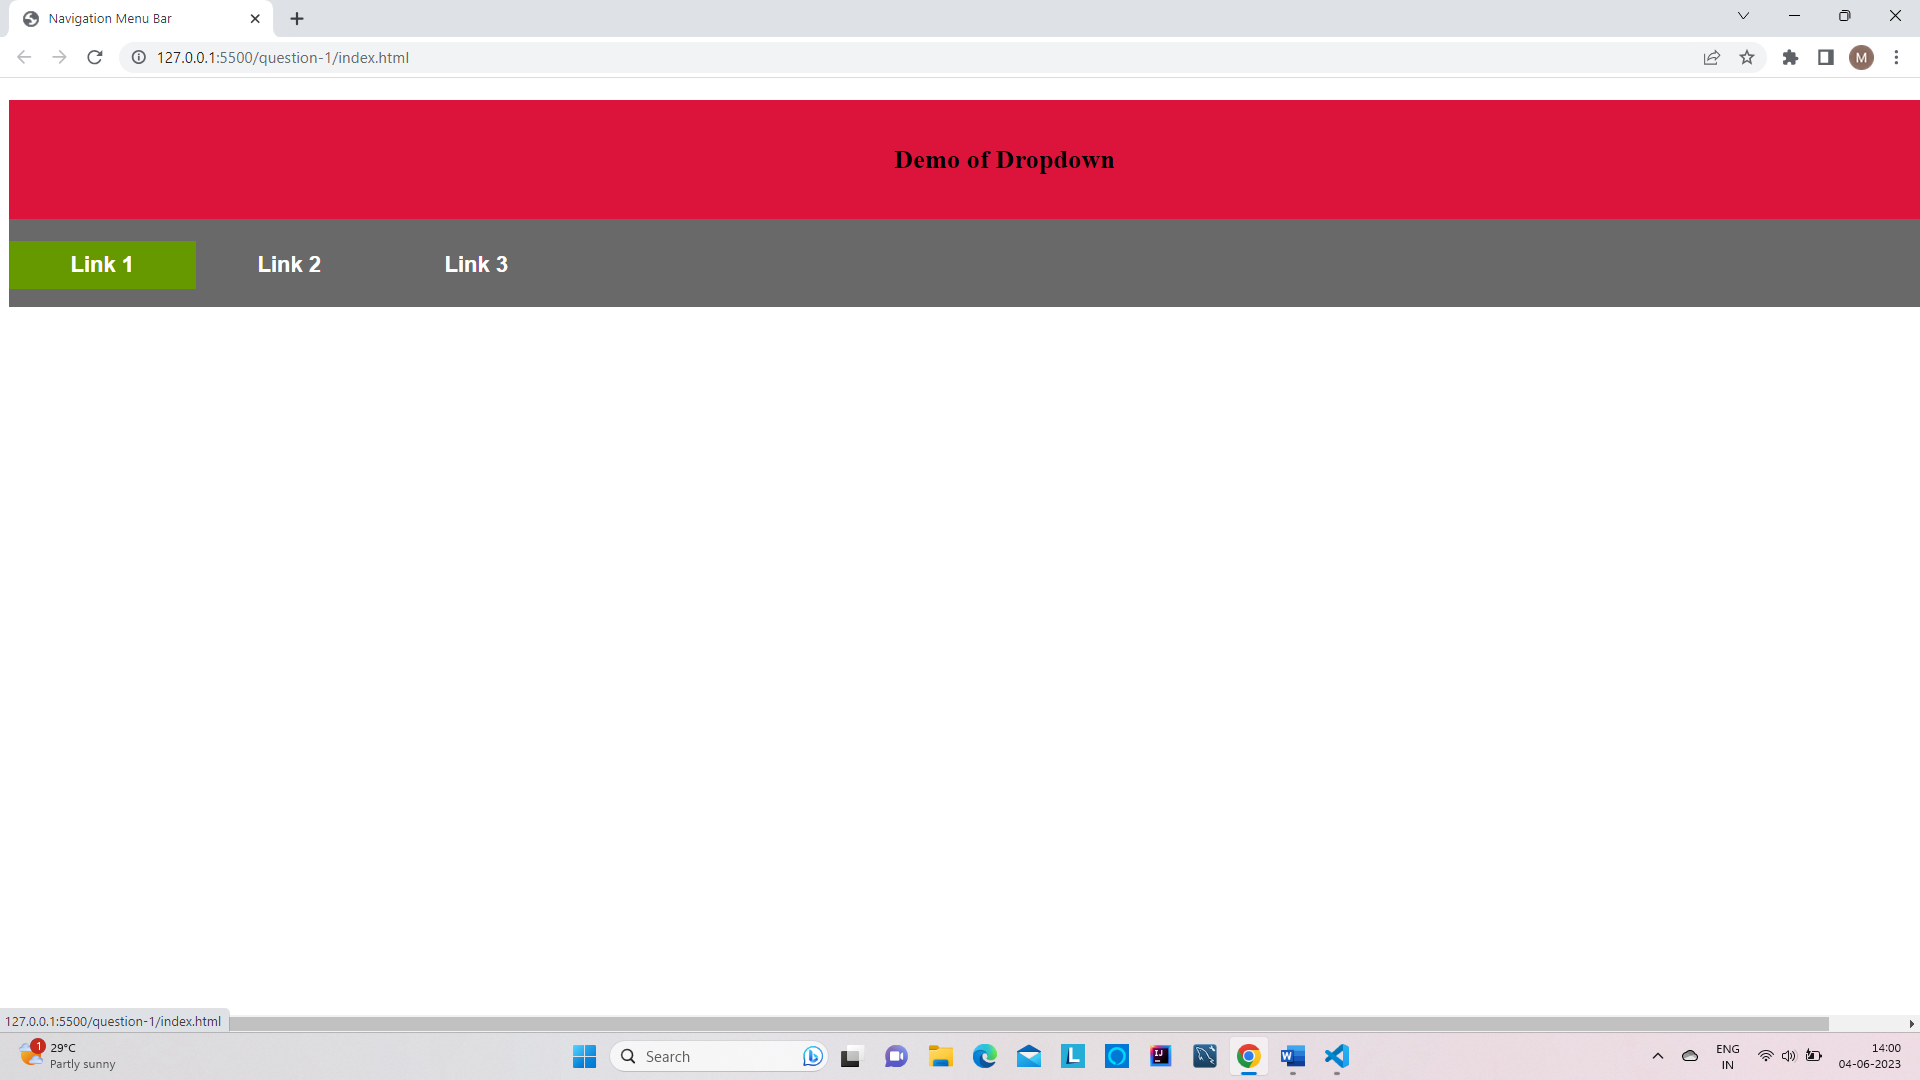 Navigation Menu Bar
127.0.0.1:5500/question-1/index.html
M
Demo of Dropdown
Link 1 Link 2 Link 3
127.0.0.1:5500/question-1/index.html
1
29°C
Partly sunny
Search
L
IJ
W
ENG
IN
14:00
04-06-2023